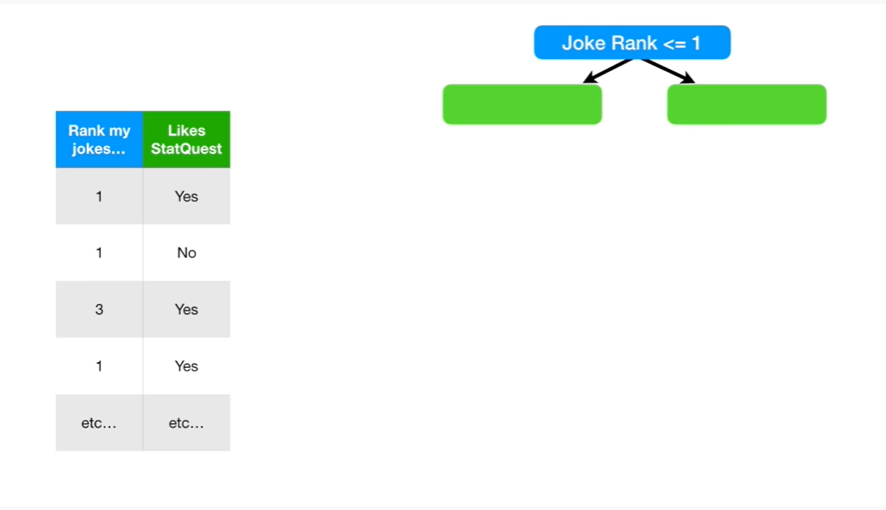 Joke Rank <= 1
Rank my
jokes...
Likes
StatQuest
1
Yes
1
No
3
Yes
1
Yes
etc...
etc...